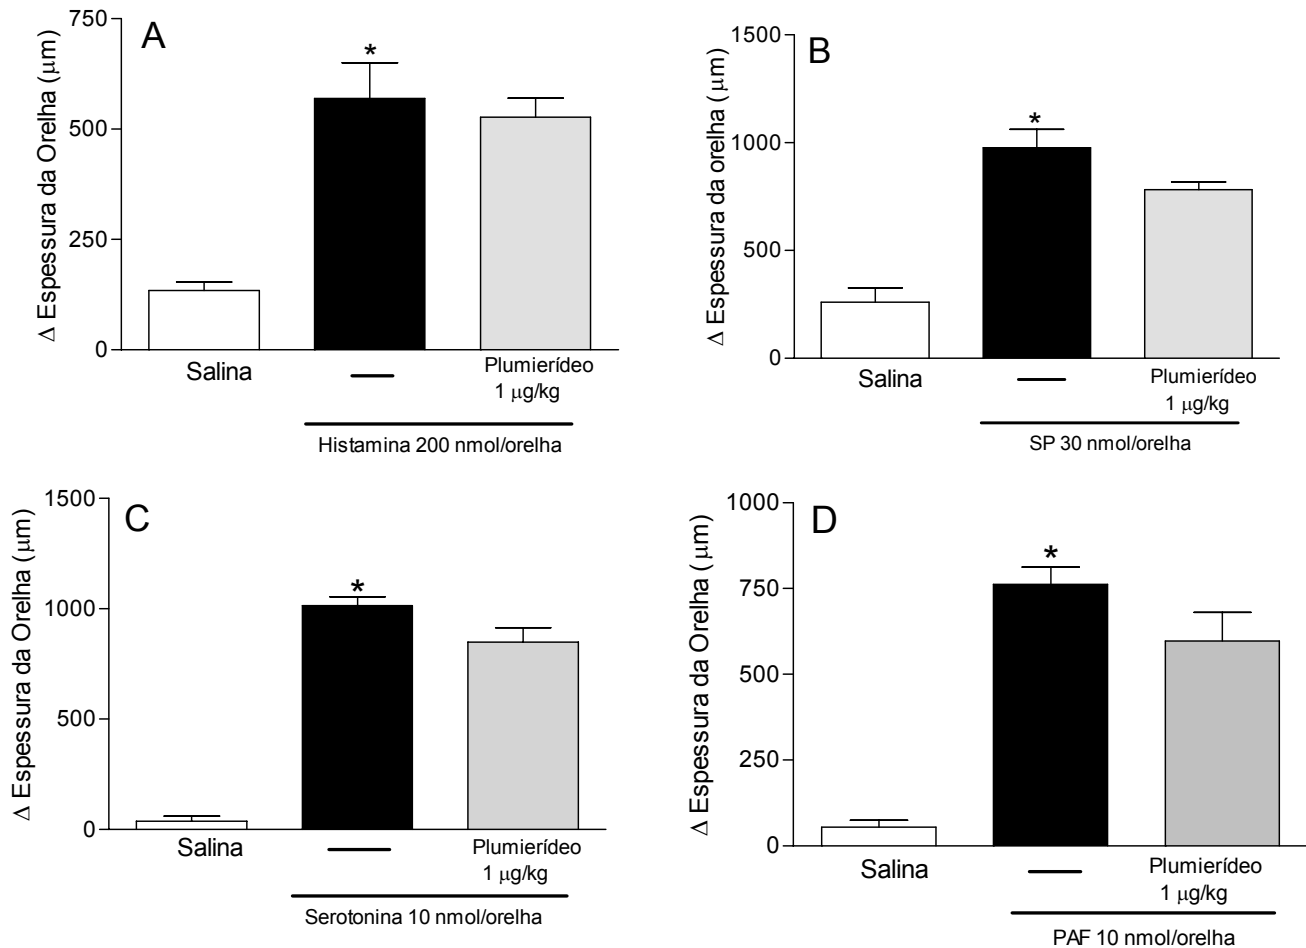 A
Δ Espessura da Orelha (μm)
750
500
250
0
*
Salina
Plumierídeo
1 μg/kg
Histamina 200 nmol/orelha
B
Δ Espessura da orelha (μm)
1500
1000
500
0
*
Salina
Plumierídeo
1 μg/kg
SP 30 nmol/orelha
C
Δ Espessura da Orelha (μm)
1500
1000
500
0
*
Salina
Plumierídeo
1 μg/kg
Serotonina 10 nmol/orelha
D
Δ Espessura da Orelha (μm)
1000
750
500
250
0
*
Salina
Plumierídeo
1 μg/kg
PAF 10 nmol/orelha